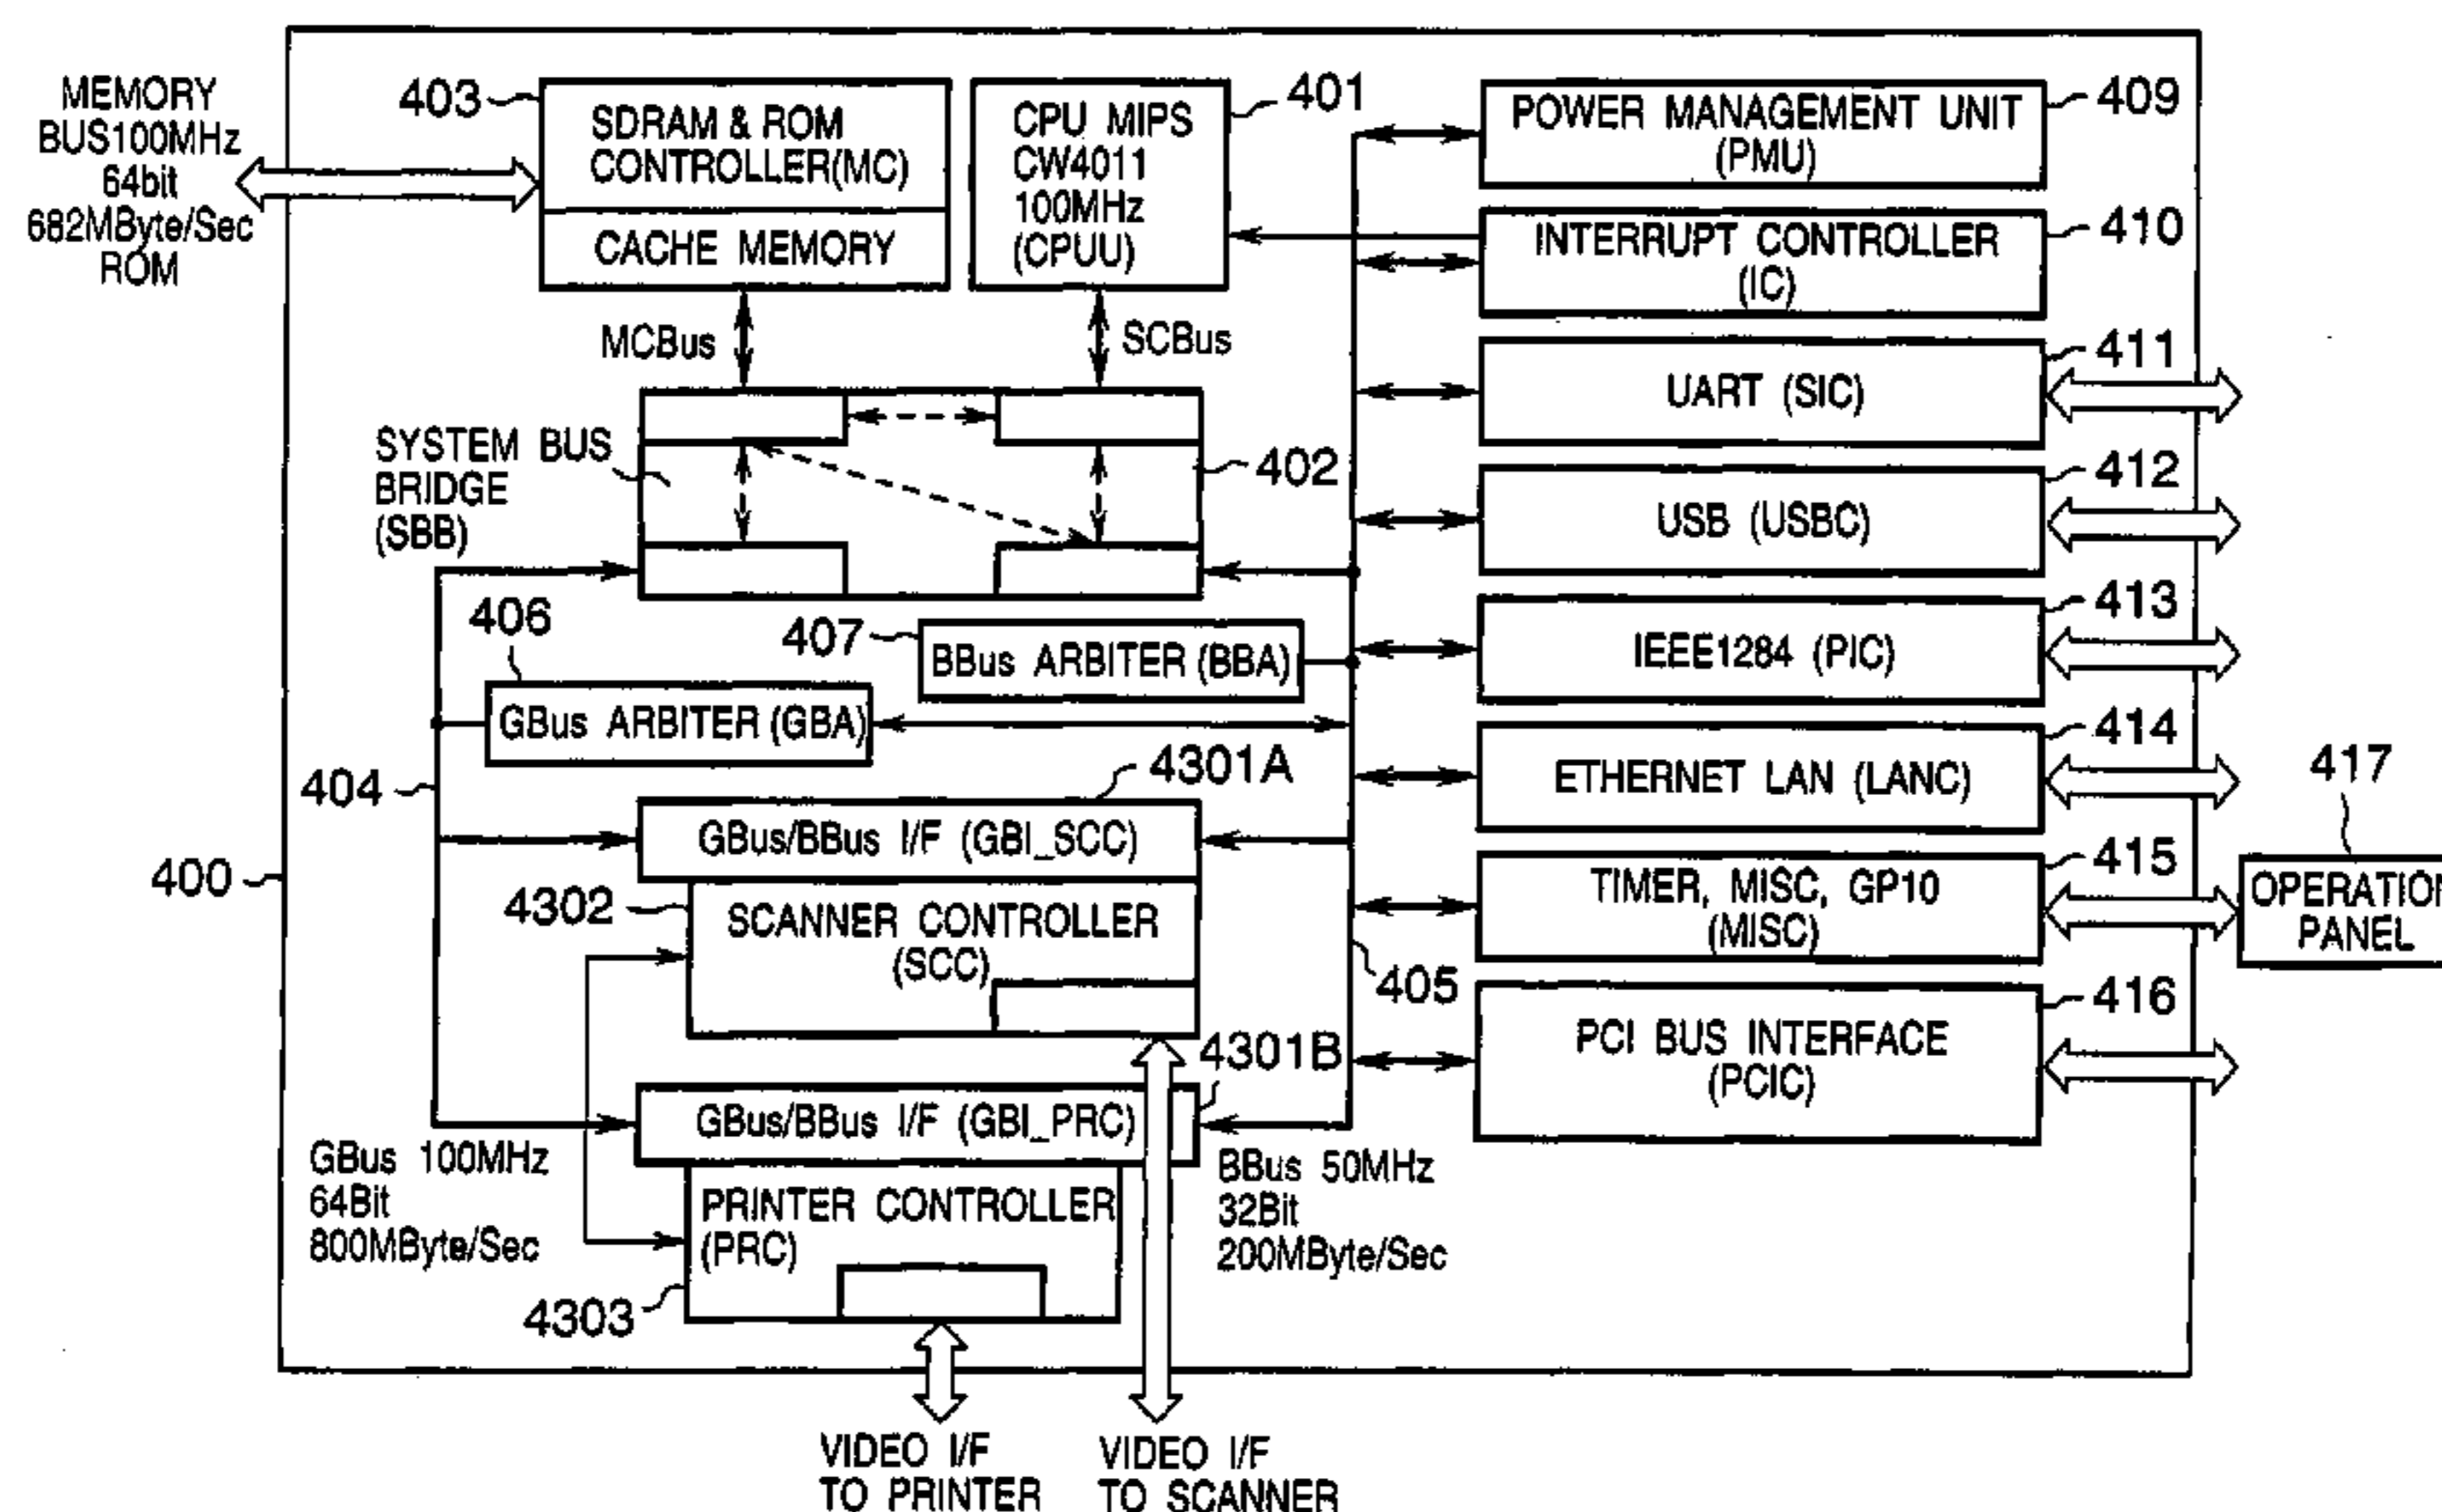 MEMORY
BUS100MHz
64bit
682MByte/Sec
ROM
403
SDRAM & ROM
CONTROLLER(MC)
CACHE MEMORY
401
CPU MIPS
CW4011
100MHz
(CPUU)
MCBus
SCBus
SYSTEM BUS
BRIDGE
(SBB)
402
406
407
BBus ARBITER (BBA)
GBus ARBITER (GBA)
404
400
4301A
GBus/BBus I/F (GBI_SCC)
4302
SCANNER CONTROLLER
(SCC)
4301B
GBus/BBus I/F (GBI_PRC)
GBus 100MHz
64Bit
800MByte/Sec
PRINTER CONTROLLER
(PRC)
4303
BBus 50MHz
32Bit
200MByte/Sec
405
POWER MANAGEMENT UNIT
(PMU)
409
INTERRUPT CONTROLLER
(IC)
410
UART (SIC)
411
USB (USBC)
412
IEEE1284 (PIC)
413
ETHERNET LAN (LANC)
414
TIMER, MISC, GP10
(MISC)
415
PCI BUS INTERFACE
(PCIC)
416
417
OPERATION
PANEL
VIDEO I/F
TO PRINTER
VIDEO I/F
TO SCANNER